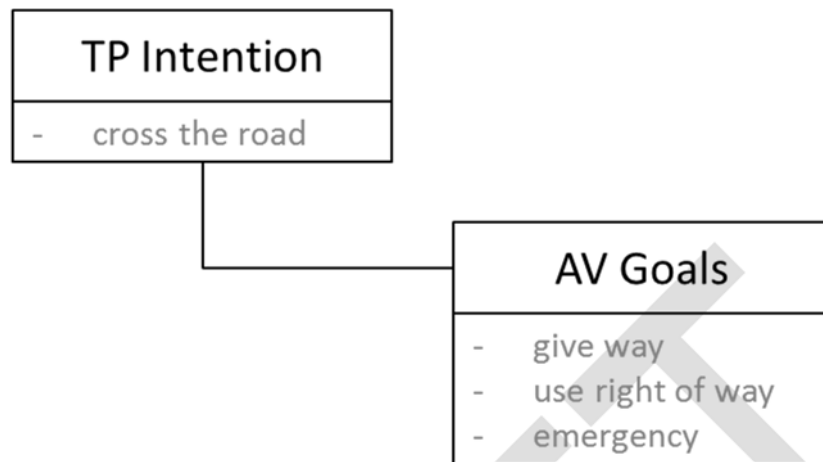 TP Intention
- cross the road
AV Goals
- give way
- use right of way
- emergency